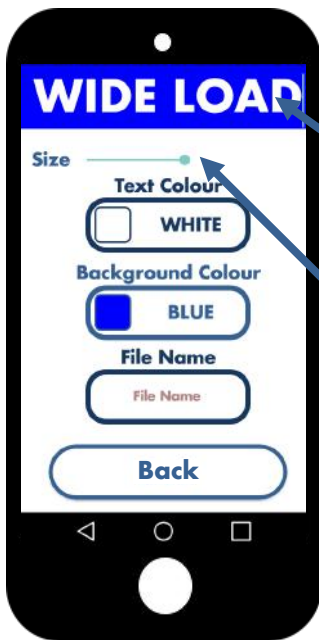 WIDE LOAD
Size
Text Colour
WHITE
Background Colour
BLUE
File Name
File Name
Back